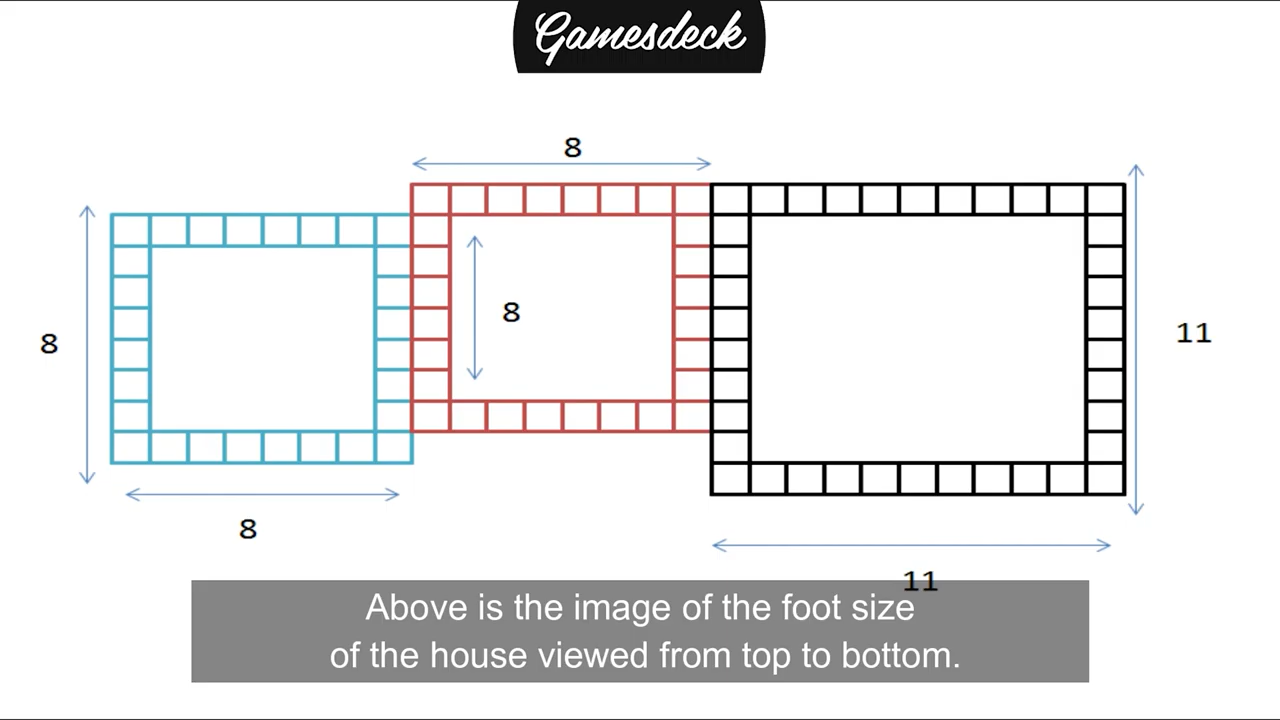 Gamesdeck
8
8
8
8
11
11
Above is the image of the foot size
of the house viewed from top to bottom.